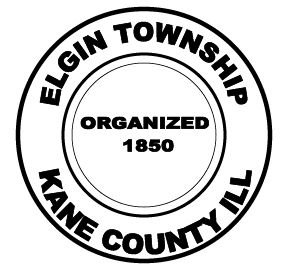 ELGIN TOWNSHIP
ORGANIZED
1850
KANE COUNTY ILL